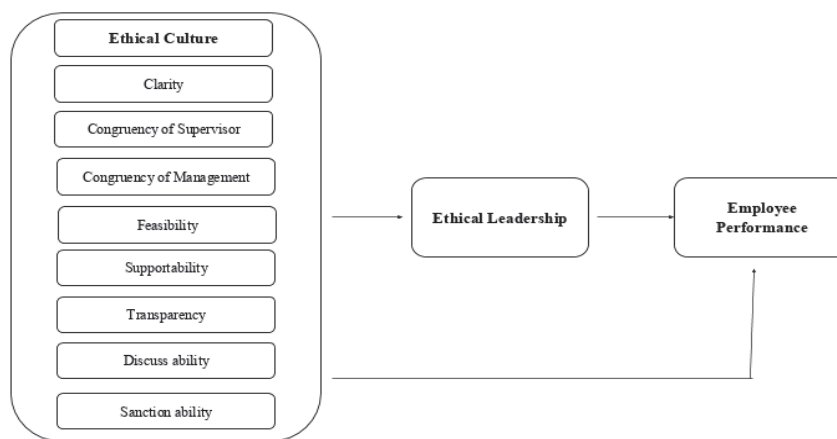 Ethical Culture
Clarity
Congruency of Supervisor
Congruency of Management
Feasibility
Supportability
Transparency
Discuss ability
Sanction ability
Ethical Leadership
Employee
Performance